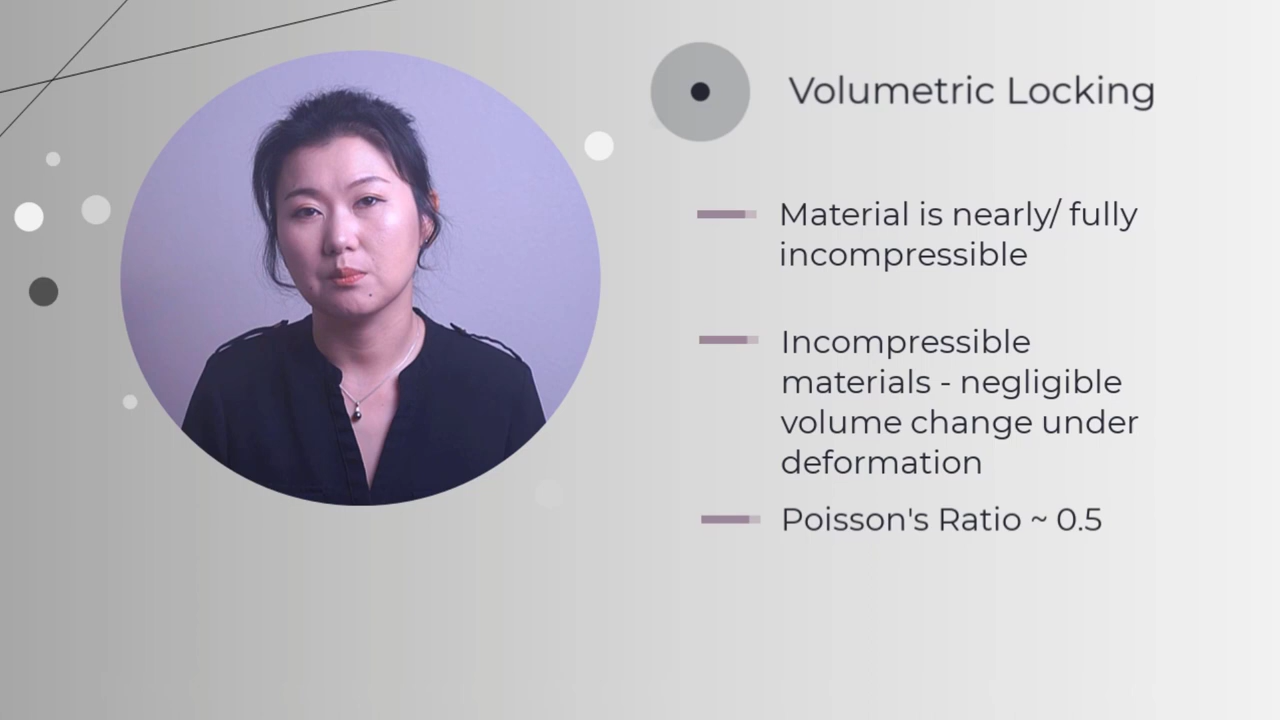 Volumetric Locking
Material is nearly/ fully
incompressible
Incompressible
materials - negligible
volume change under
deformation
Poisson's Ratio ~ 0.5